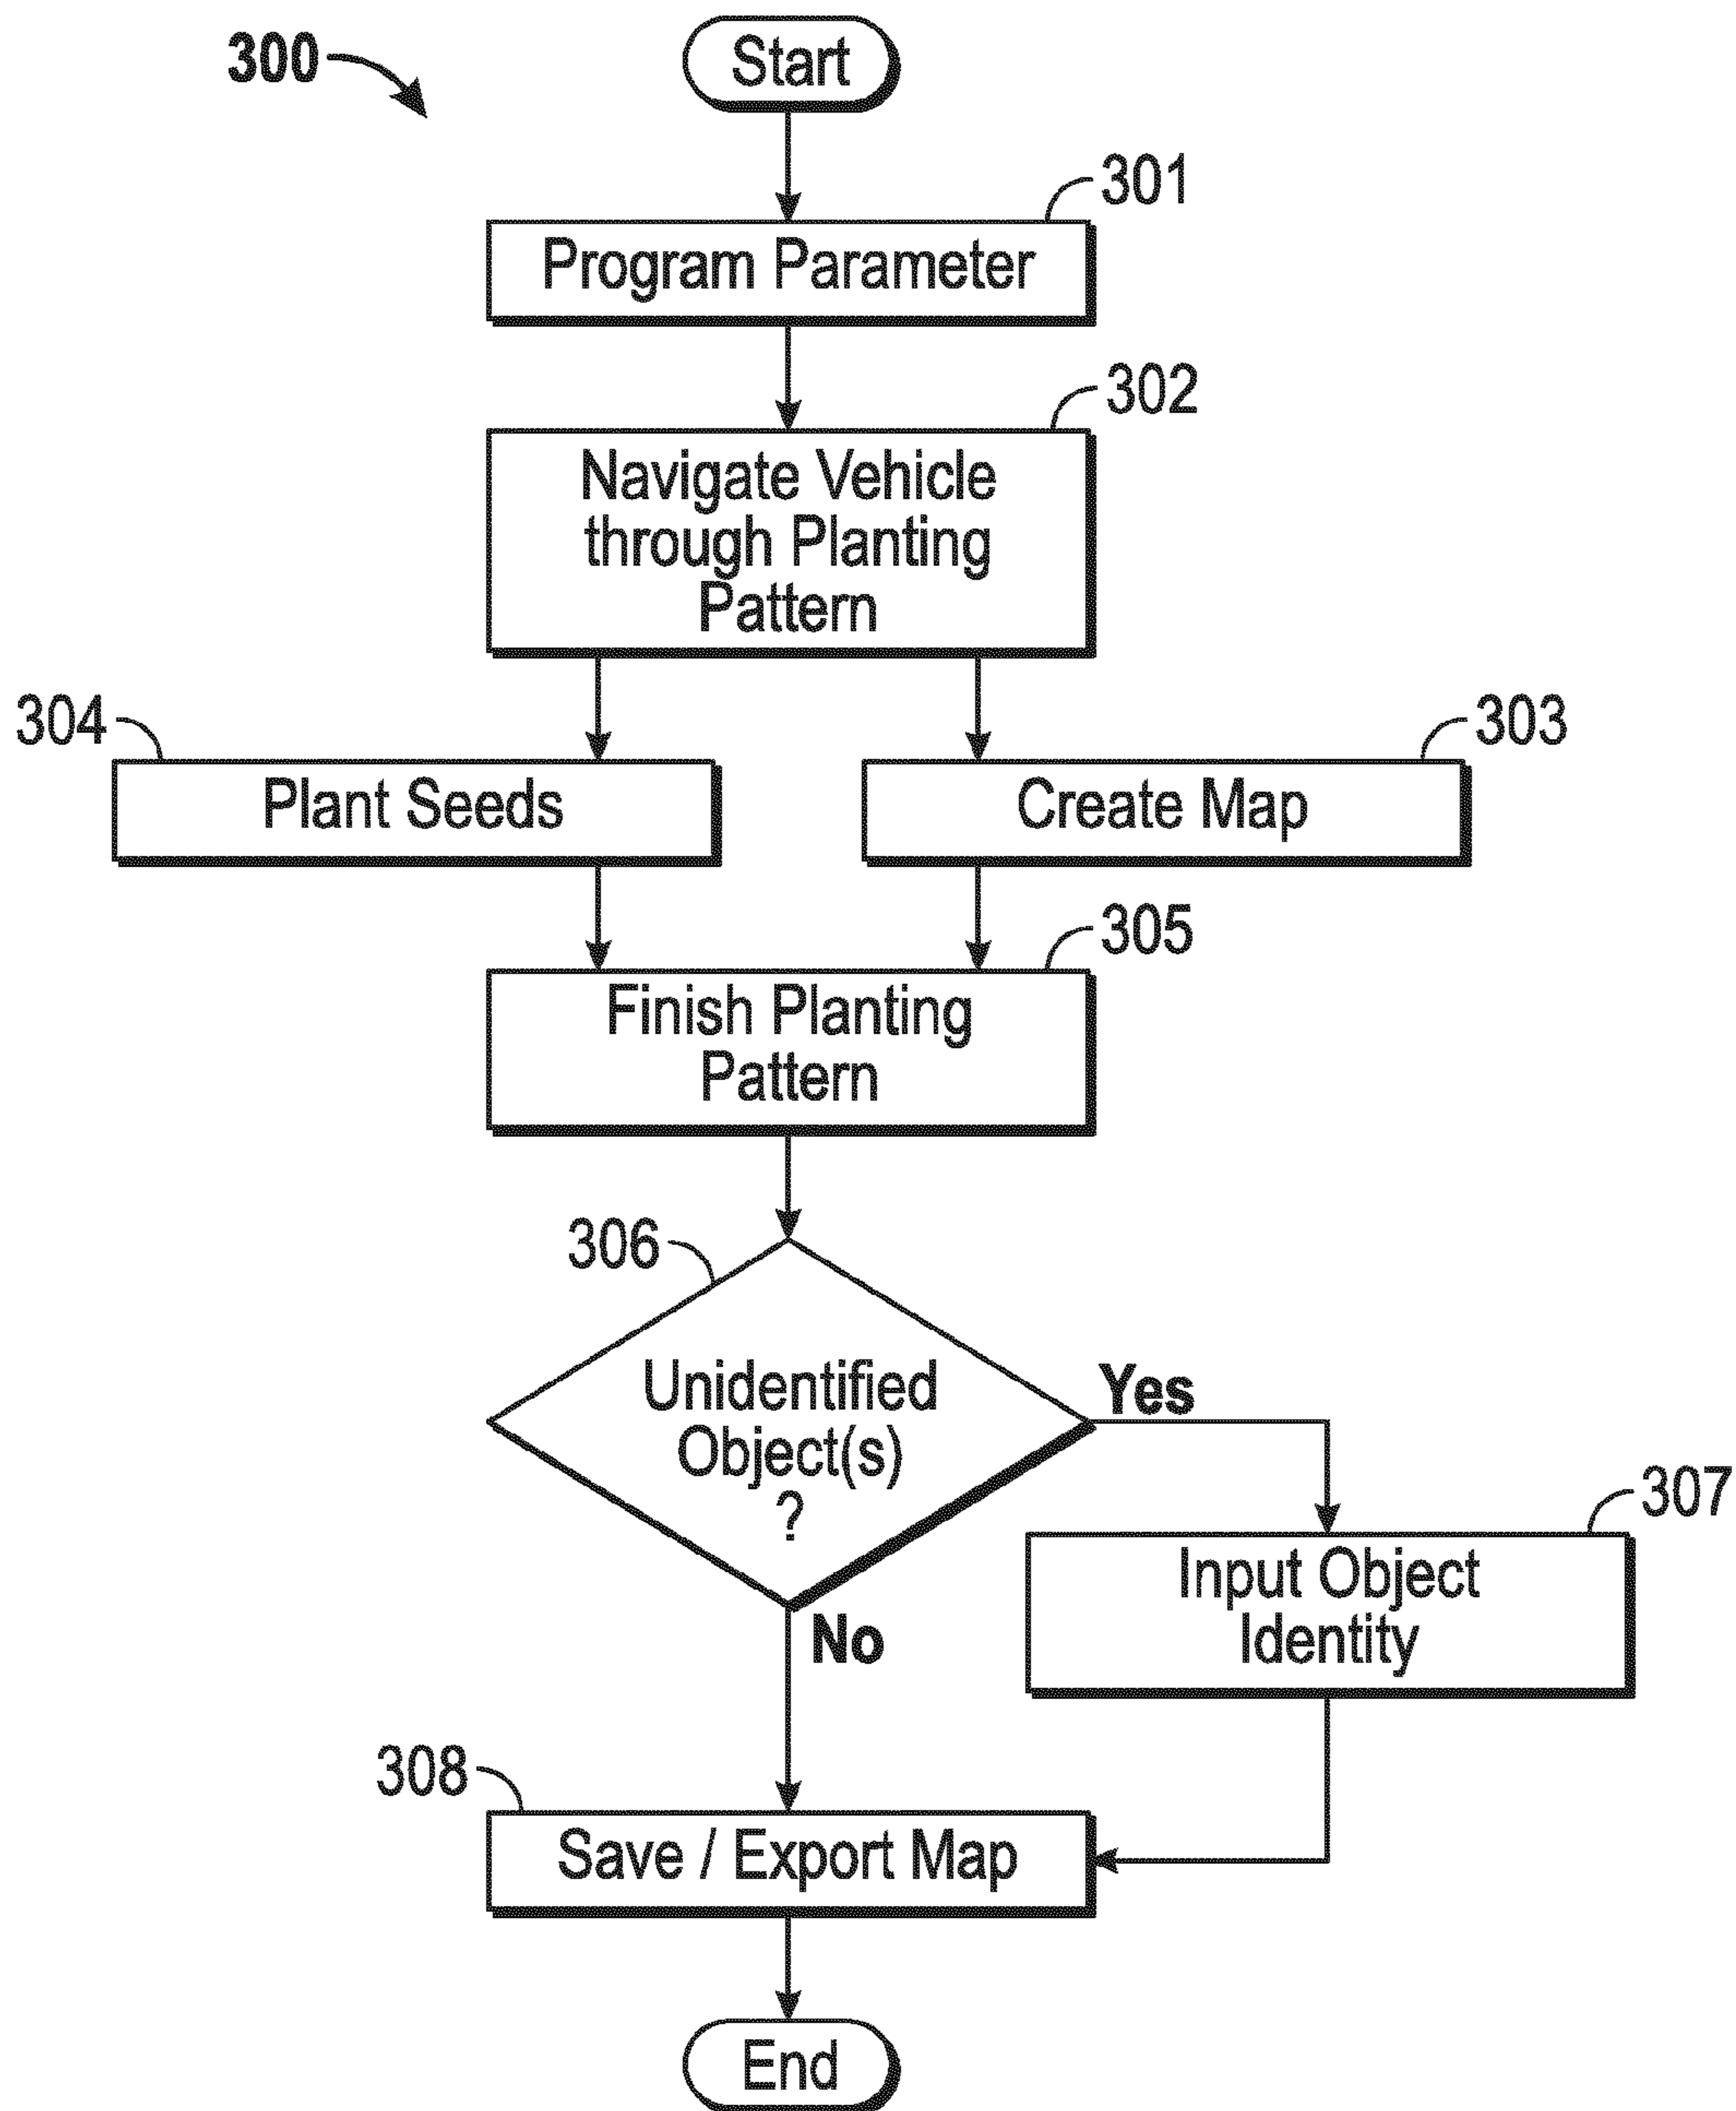 300
Start
301
Program Parameter
302
Navigate Vehicle
through Planting
Pattern
304
303
Plant Seeds
Create Map
305
Finish Planting
Pattern
306
Unidentified
Object(s)
?
Yes
No
307
Input Object
Identity
308
Save / Export Map
End